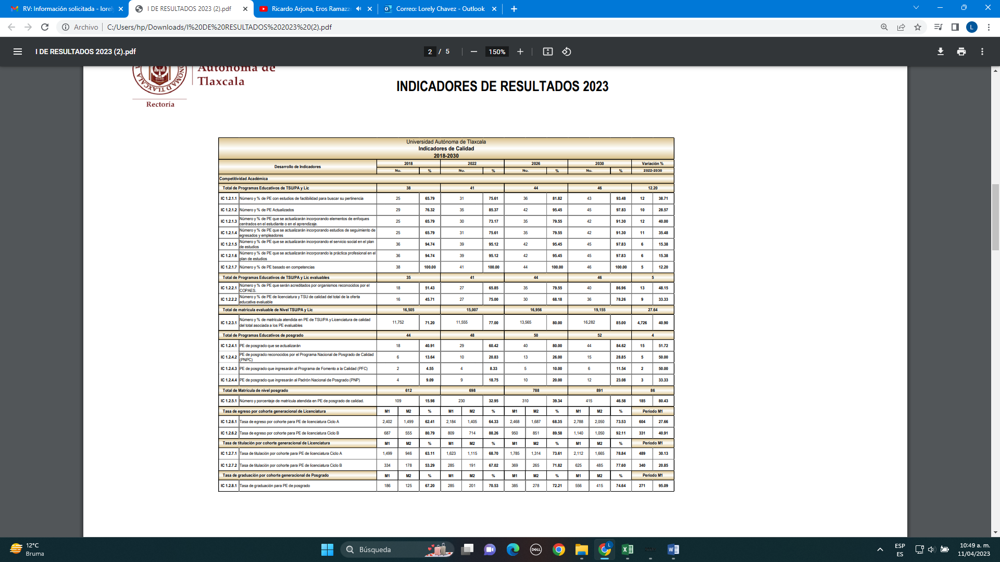 RV: Información solicitada - lorel
I DE RESULTADOS 2023 (2).pdf
Ricardo Arjona, Eros Ramazz
Correo: Lorely Chavez - Outlook
Archivo C:/Users/hp/Downloads/I%20DE%20RESULTADOS%202023%20(2).pdf L
I DE RESULTADOS 2023 (2).pdf 2 / 5 150%
Autónoma de
Tlaxcala
Rectoría
INDICADORES DE RESULTADOS 2023
Universidad Autónoma de Tlaxcala
Indicadores de Calidad
2018-2030
Desarrollo de Indicadores 2018 2022 2026 2030 Variación %
No. % No. % No. % No. % 2022-2030
Competitividad Académica
Total de Programas Educativos de TSU/PA y Lic 38 41 44 46 12.20
IC 1.2.1.1 Número y % de PE con estudios de factibilidad para buscar su pertinencia 25 65.79 31 75.61 36 81.82 43 93.48 12 38.71
IC 1.2.1.2 Número y % de PE Actualizados 29 76.32 35 85.37 42 95.45 45 97.83 10 28.57
IC 1.2.1.3 Número y % de PE que se actualizarán incorporando elementos de enfoques centrados en el estudiante o en el aprendizaje. 25 65.79 30 73.17 35 79.55 42 91.30 12 40.00
IC 1.2.1.4 Número y % de PE que se actualizarán incorporando estudios de seguimiento de egresados y empleadores 25 65.79 31 75.61 35 79.55 42 91.30 11 35.48
IC 1.2.1.5 Número y % de PE que se actualizarán incorporando el servicio social en el plan de estudios 36 94.74 39 95.12 42 95.45 45 97.83 6 15.38
IC 1.2.1.6 Número y % de PE que se actualizarán incorporando la práctica profesional en el plan de estudios 36 94.74 39 95.12 42 95.45 45 97.83 6 15.38
IC 1.2.1.7 Número y % de PE basado en competencias 38 100.00 41 100.00 44 100.00 46 100.00 5 12.20
Total de Programas Educativos de TSU/PA y Lic evaluables 35 41 44 46 5
IC 1.2.2.1 Número y % de PE que serán acreditados por organismos reconocidos por el COPAES. 18 51.43 27 65.85 35 79.55 40 86.96 13 48.15
IC 1.2.2.2 Número y % de PE de licenciatura y TSU de calidad del total de la oferta educativa evaluable 16 45.71 27 75.00 30 68.18 36 78.26 9 33.33
Total de matrícula evaluable de Nivel TSU/PA y Lic 16,505 15,007 16,956 19,155 27.64
IC 1.2.3.1 Número y % de matrícula atendida en PE de TSU/PA y Licenciatura de calidad del total asociada a los PE evaluables 11,752 71.20 11,555 77.00 13,565 80.00 16,282 85.00 4,726 40.90
Total de Programas Educativos de posgrado 44 48 50 52 4
IC 1.2.4.1 PE de posgrado que se actualizarán 18 40.91 29 60.42 40 80.00 44 84.62 15 51.72
IC 1.2.4.2 PE de posgrado reconocidos por el Programa Nacional de Posgrado de Calidad (PNPC) 6 13.64 10 20.83 13 26.00 15 28.85 5 50.00
IC 1.2.4.3 PE de posgrado que ingresarán al Programa de Fomento a la Calidad (PFC) 2 4.55 4 8.33 5 10.00 6 11.54 2 50.00
IC 1.2.4.4 PE de posgrado que ingresarán al Padrón Nacional de Posgrado (PNP) 4 9.09 9 18.75 10 20.00 12 23.08 3 33.33
Total de Matrícula de nivel posgrado 612 698 788 891 86
IC 1.2.5.1 Número y porcentaje de matrícula atendida en PE de posgrado de calidad. 109 15.98 230 32.95 310 39.34 415 46.58 185 80.43
Tasa de egreso por cohorte generacional de Licenciatura M1 M2 % M1 M2 % M1 M2 % M1 M2 % Periodo M1
IC 1.2.6.1 Tasa de egreso por cohorte para PE de licenciatura Ciclo A 2,402 1,499 62.41 2,184 1,405 64.33 2,468 1,687 68.35 2,788 2,050 73.53 604 27.66
IC 1.2.6.2 Tasa de egreso por cohorte para PE de licenciatura Ciclo B 687 555 80.79 809 714 88.26 950 851 89.58 1,140 1,050 92.11 331 40.91
Tasa de titulación por cohorte generacional de Licenciatura M1 M2 % M1 M2 % M1 M2 % M1 M2 % Periodo M1
IC 1.2.7.1 Tasa de titulación por cohorte para PE de licenciatura Ciclo A 1,499 946 63.11 1,623 1,115 68.70 1,785 1,314 73.61 2,112 1,665 78.84 489 30.13
IC 1.2.7.2 Tasa de titulación por cohorte para PE de licenciatura Ciclo B 334 178 53.29 285 191 67.02 369 265 71.82 625 485 77.60 340 20.85
Tasa de graduación por cohorte generacional de Posgrado M1 M2 % M1 M2 % M1 M2 % M1 M2 % Periodo M1
IC 1.2.8.1 Tasa de graduación para PE de posgrado 186 125 67.20 285 201 70.53 385 278 72.21 556 415 74.64 271 95.09
12°C
Bruma
Búsqueda
DELL
L
ESP
ES
10:49 a. m.
11/04/2023